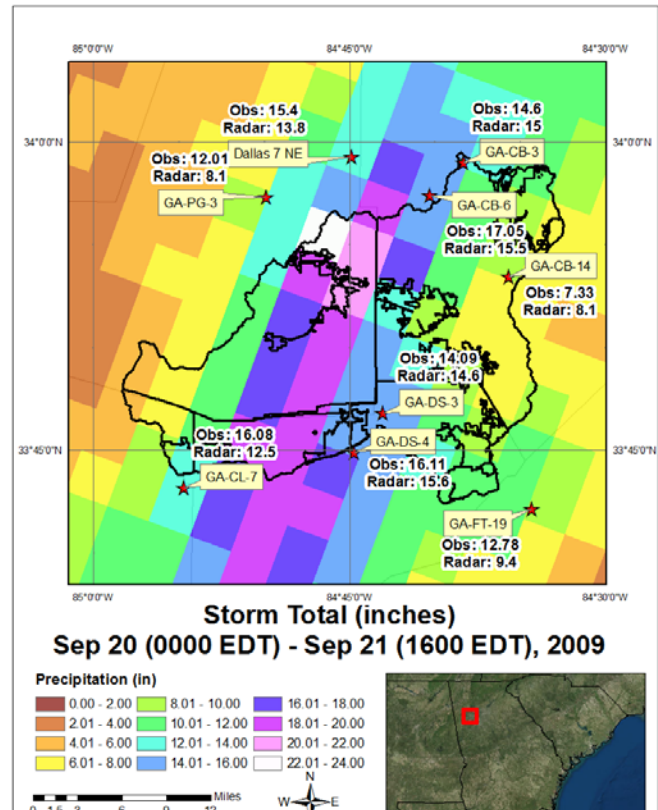 85°0'0"W 84°45'0"W 84°30'0"W
Obs: 15.4
Radar: 13.8
Obs: 14.6
Radar: 15
34°0'0"N
Dallas 7 NE
GA-CB-3
34°0'0"N
Obs: 12.01
Radar: 8.1
GA-PG-3
GA-CB-6
Obs: 17.05
Radar: 15.5
GA-CB-14
Obs: 7.33
Radar: 8.1
Obs: 14.09
Radar: 14.6
GA-DS-3
33°45'0"N
Obs: 16.08
Radar: 12.5
GA-DS-4
33°45'0"N
GA-CL-7
Obs: 16.11
Radar: 15.6
GA-FT-19
Obs: 12.78
Radar: 9.4
85°0'0"W 84°45'0"W 84°30'0"W
Storm Total (inches)
Sep 20 (0000 EDT) - Sep 21 (1600 EDT), 2009
Precipitation (in)
0.00 - 2.00 8.01 - 10.00 16.01 - 18.00
2.01 - 4.00 10.01 - 12.00 18.01 - 20.00
4.01 - 6.00 12.01 - 14.00 20.01 - 22.00
6.01 - 8.00 14.01 - 16.00 22.01 - 24.00
Miles
N
W E